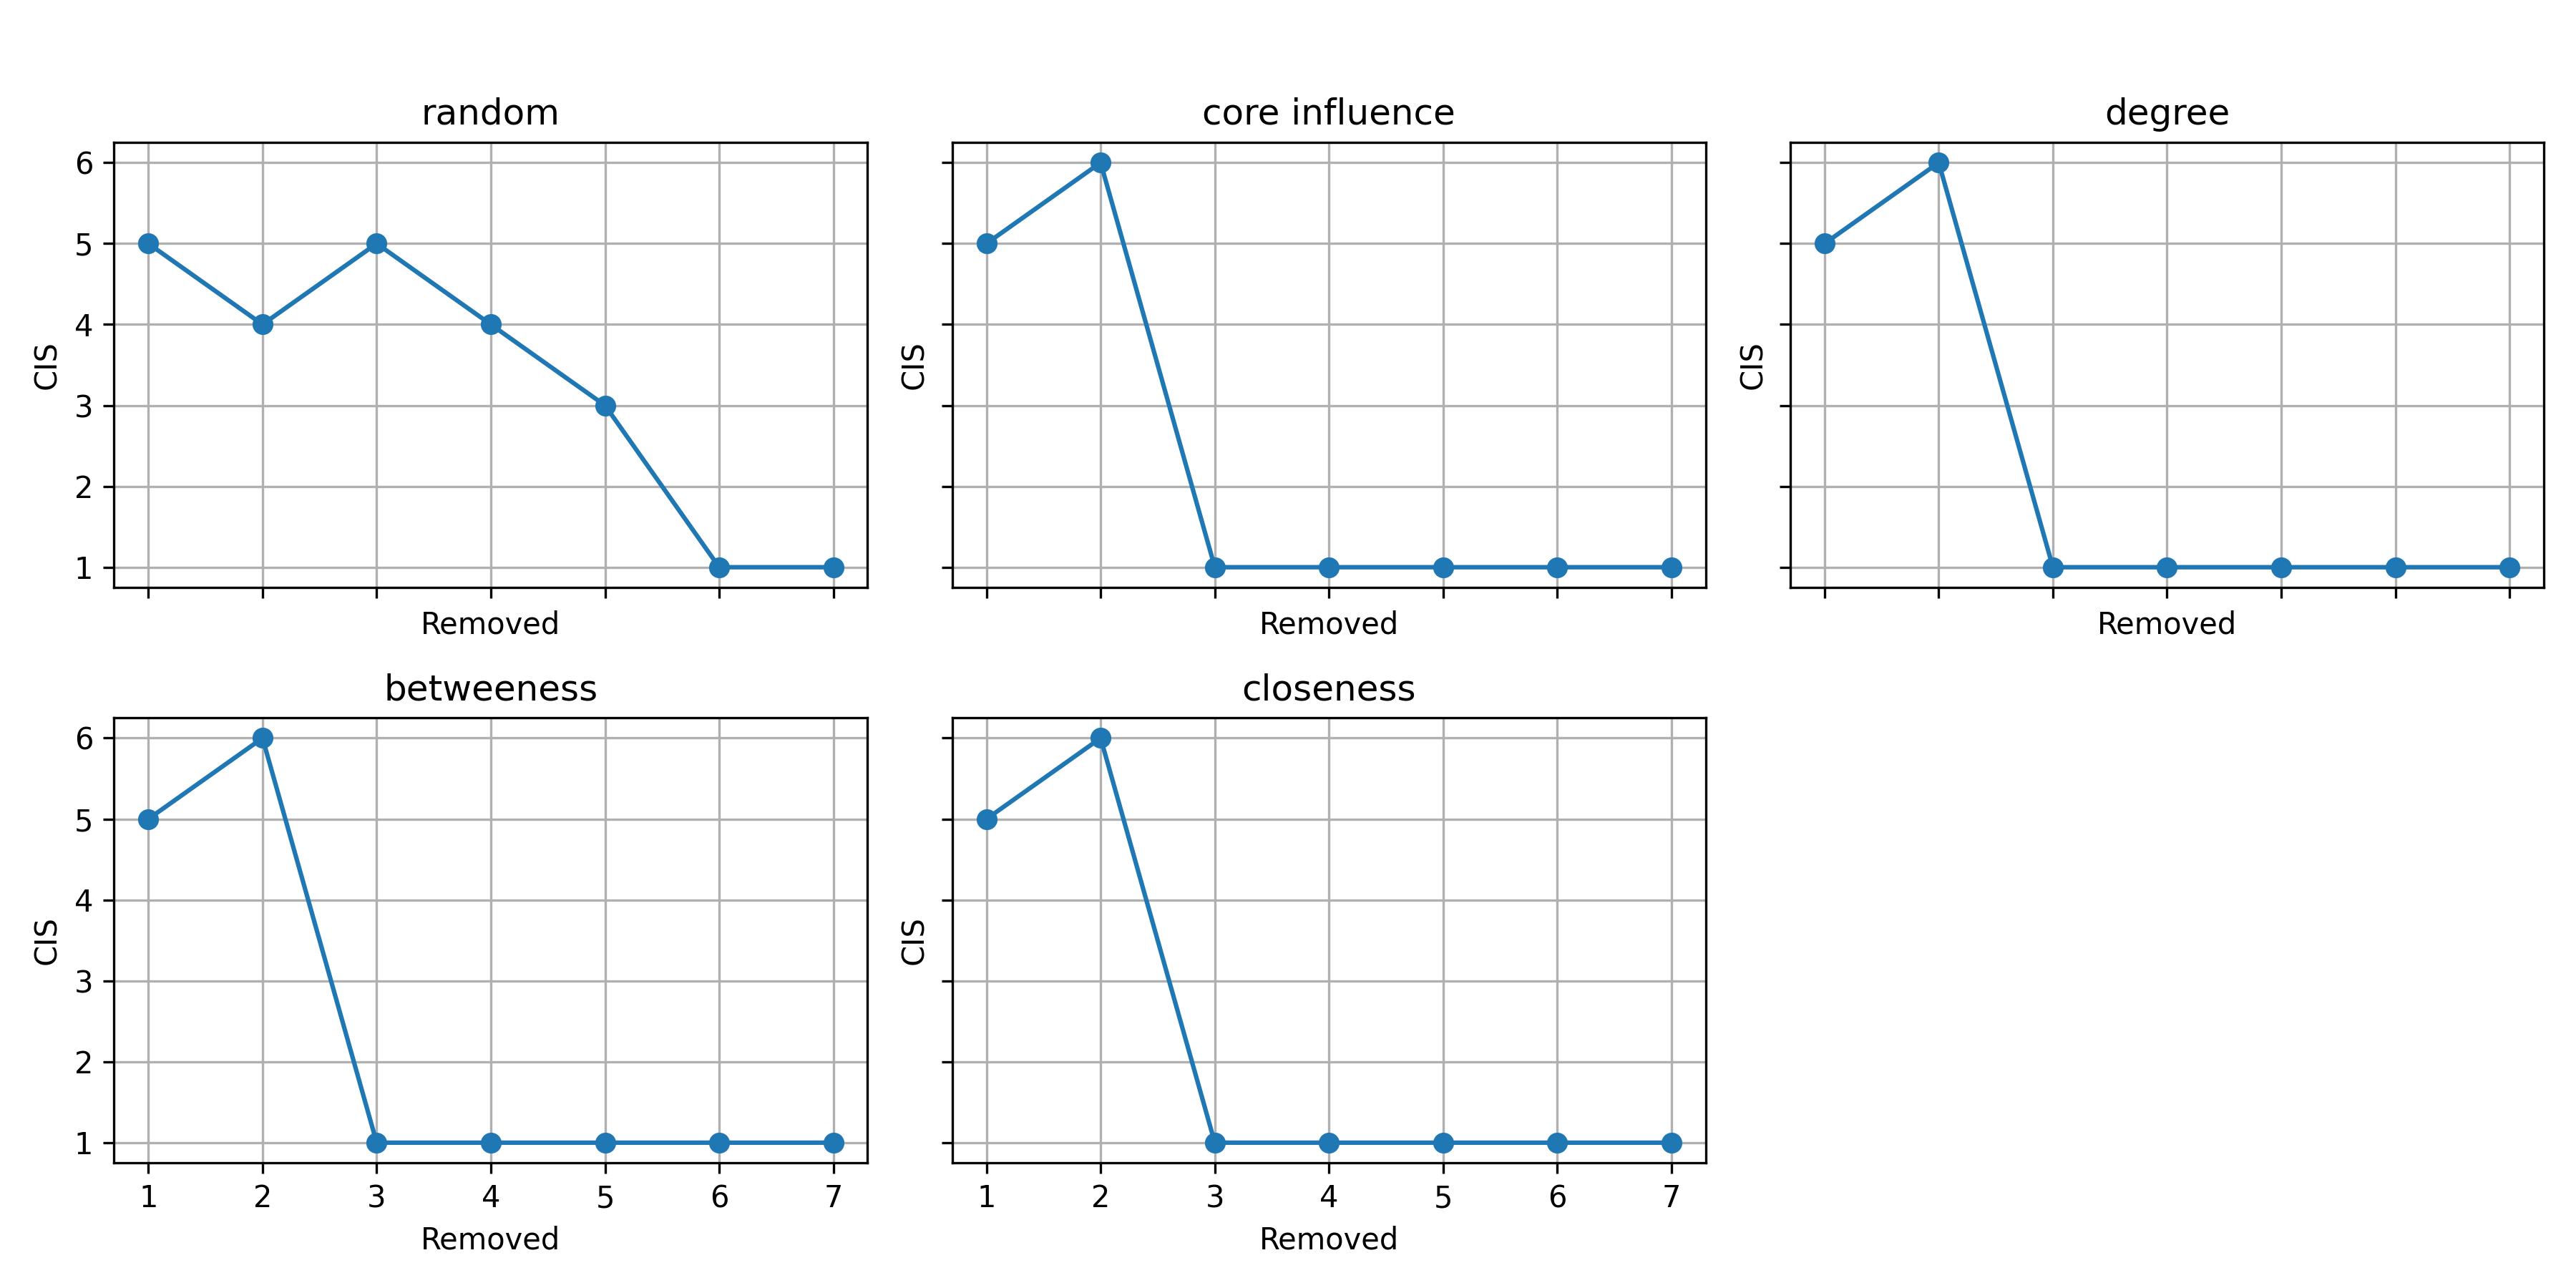 random
core influence
degree
6
5
4
3
2
1
CIS
CIS
CIS
Removed
Removed
Removed
betweeness
closeness
6
5
4
3
2
1
CIS
CIS
1 2 3 4 5 6 7
1 2 3 4 5 6 7
Removed
Removed